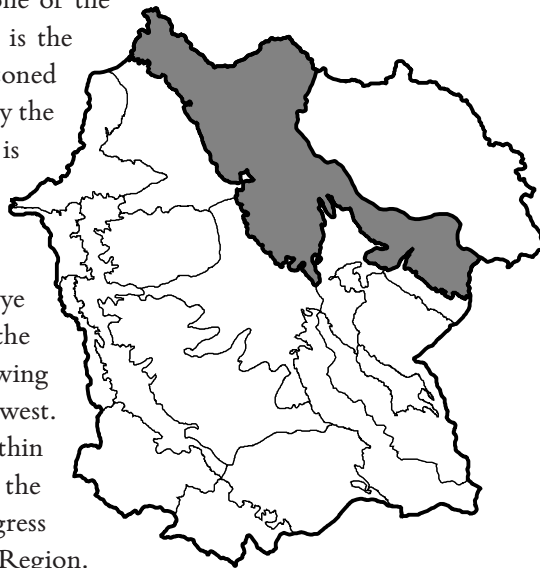 one of the
is the
oned
y the
is
ye
the
wing
west.
thin
the
gress
Region.